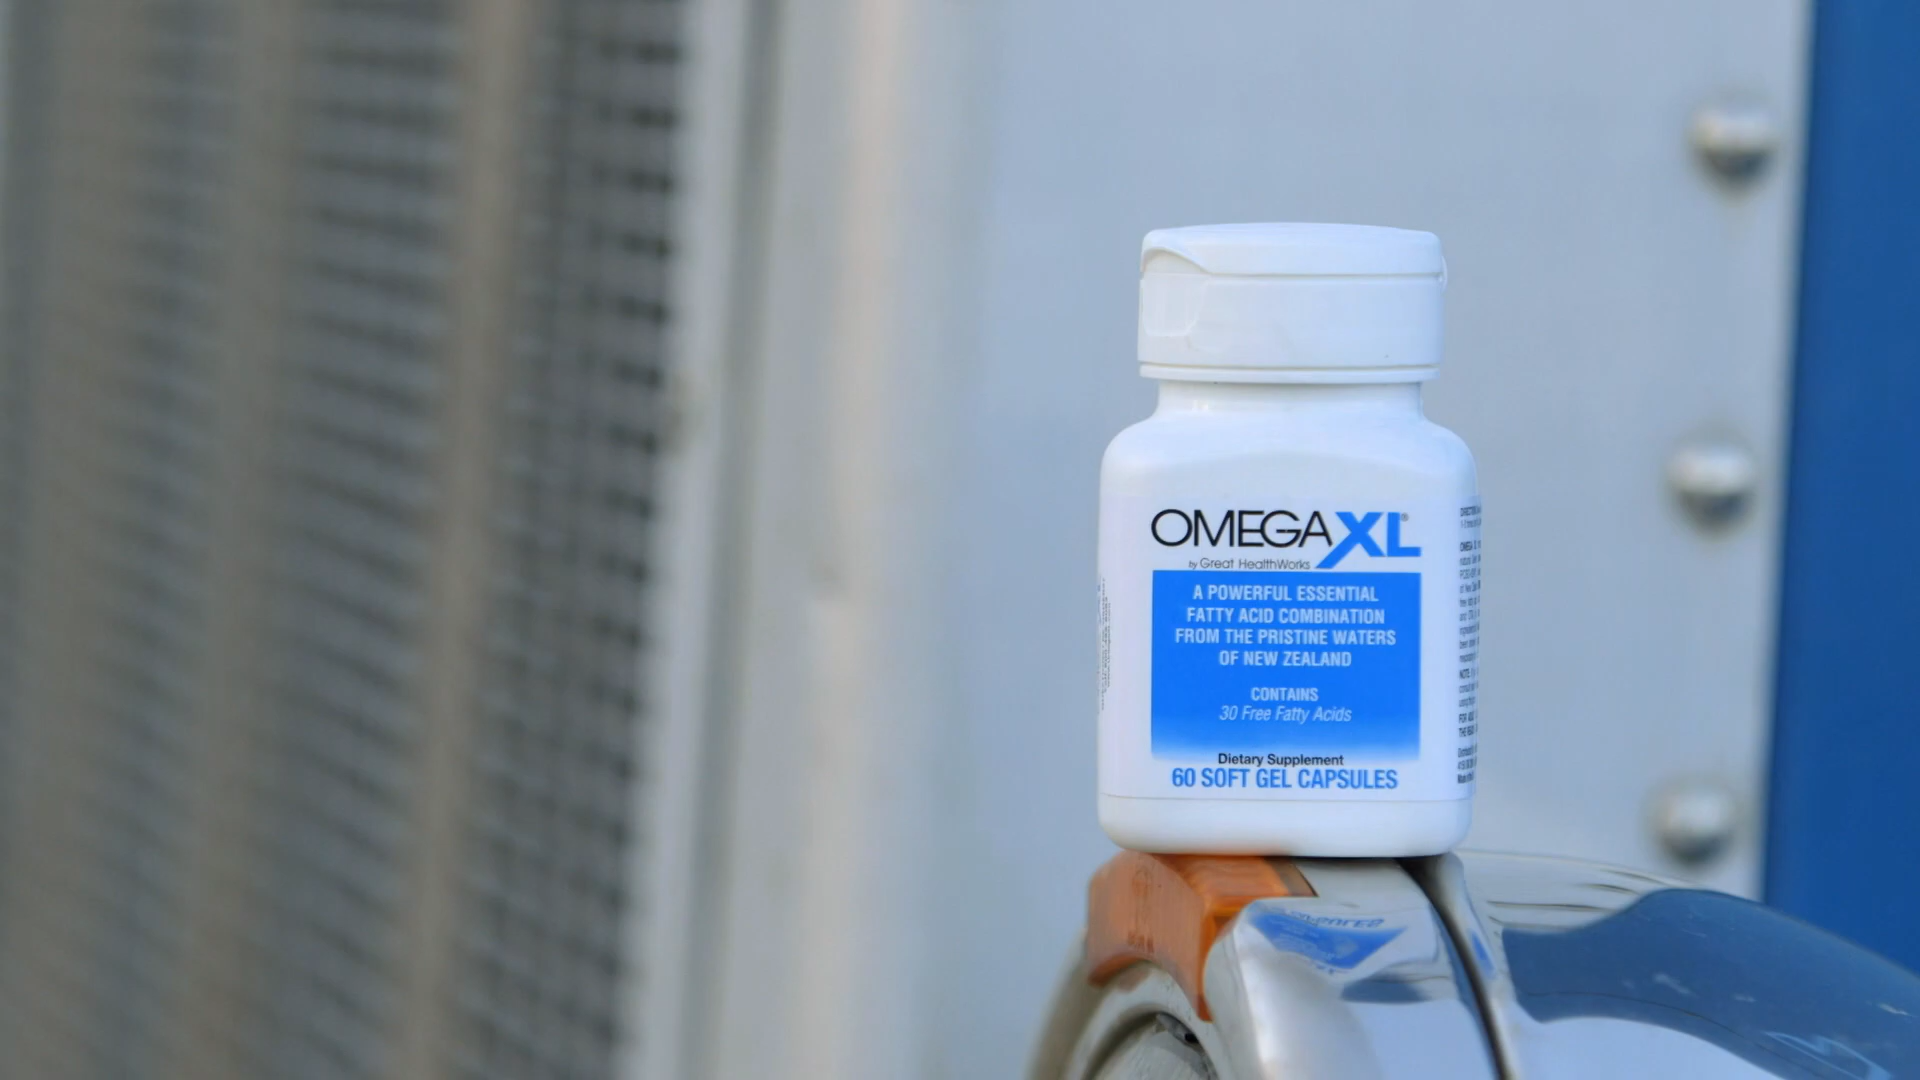 OMEGAXL®
by Great HealthWorks
A POWERFUL ESSENTIAL
FATTY ACID COMBINATION
FROM THE PRISTINE WATERS
OF NEW ZEALAND
CONTAINS
30 Free Fatty Acids
Dietary Supplement
60 SOFT GEL CAPSULES